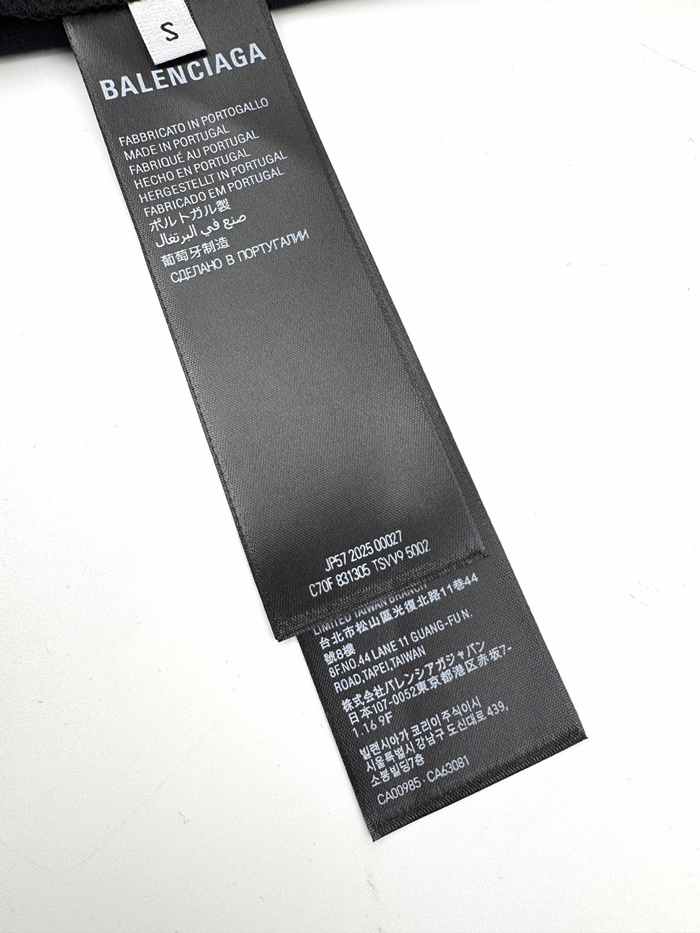 S
BALENCIAGA
FABBRICATO IN PORTOGALLO
MADE IN PORTUGAL
FABRIQUÉ AU PORTUGAL
HECHO EN PORTUGAL
HERGESTELLT IN PORTUGAL
FABRICADO EM PORTUGAL
ポルトガル製
صنع في البرتغال
葡萄牙制造
СДЕЛАНО В ПОРТУГАЛИИ
JP57 2025 00027
C70F 831305 TSVV9 5002
LIMITED TAIWAN BRANCH
台北市松山區光復北路11巷44
號8樓
8F.NO.44 LANE 11 GUANG-FU N.
ROAD,TAPEI,TAIWAN
株式会社バレンシアガジャパン
日本107-0052東京都港区赤坂7-
1.16 9F
발렌시아가 코리아 주식회사
서울특별시 강남구 도산대로 439,
소봉빌딩7층
CA00985 · CA63081